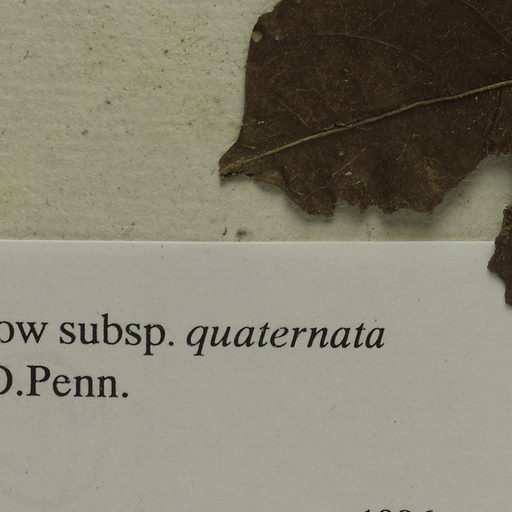 ow subsp. quaternata
D.Penn.